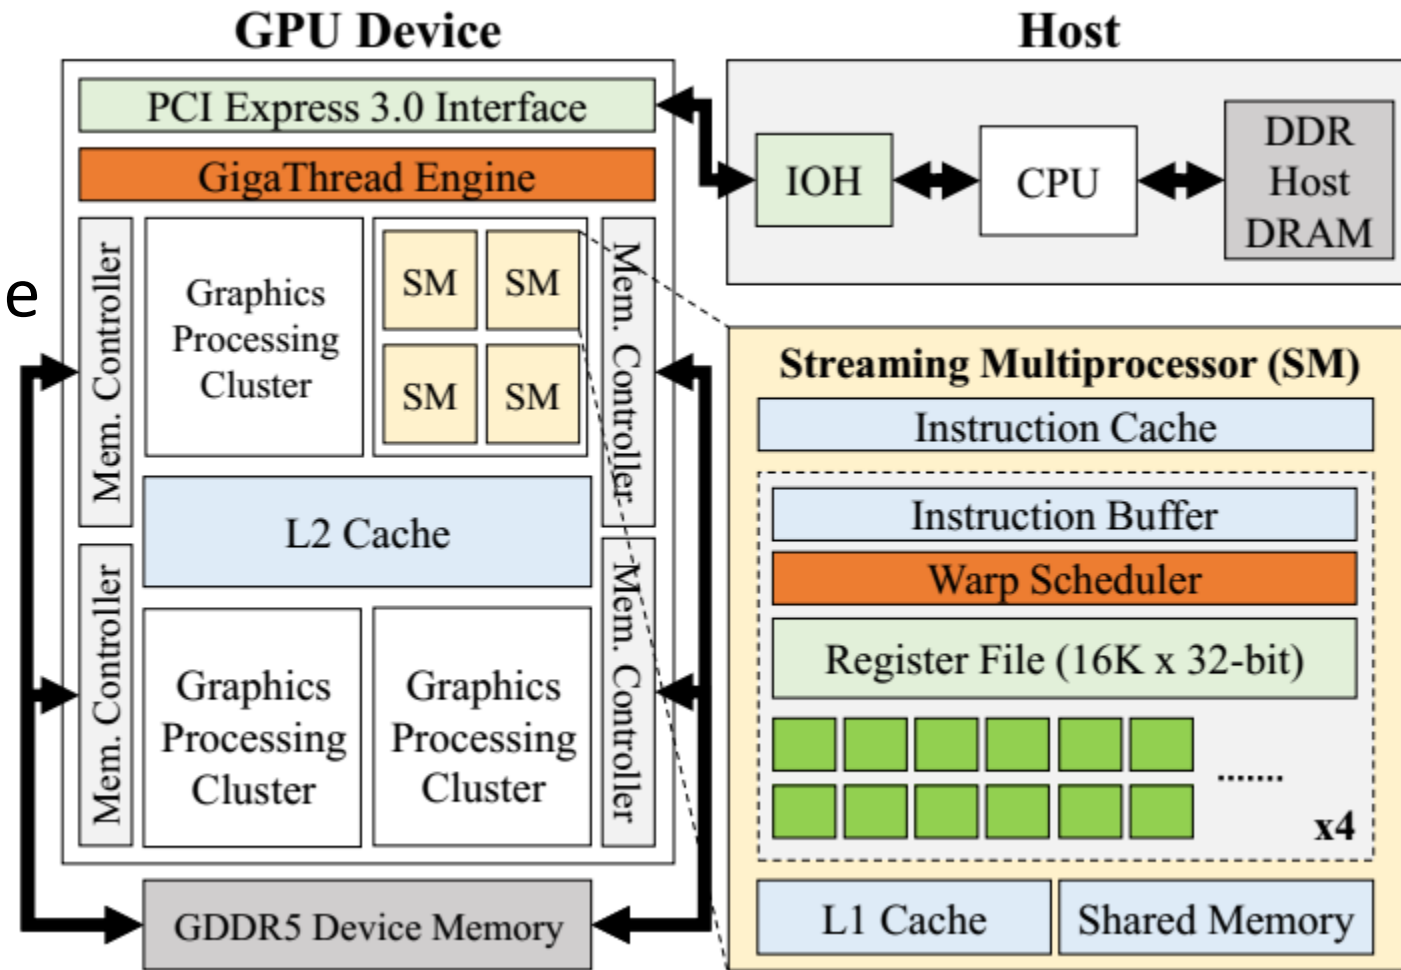 GPU Device
Host
PCI Express 3.0 Interface
GigaThread Engine
IOH
CPU
DDR
Host
DRAM
e
Mem. Controller
Graphics
Processing
Cluster
SM
SM
SM
SM
Mem. Controller
L2 Cache
Mem. Controller
Graphics
Processing
Cluster
Graphics
Processing
Cluster
Mem. Controller
GDDR5 Device Memory
Streaming Multiprocessor (SM)
Instruction Cache
Instruction Buffer
Warp Scheduler
Register File (16K x 32-bit)
.......
x4
L1 Cache
Shared Memory